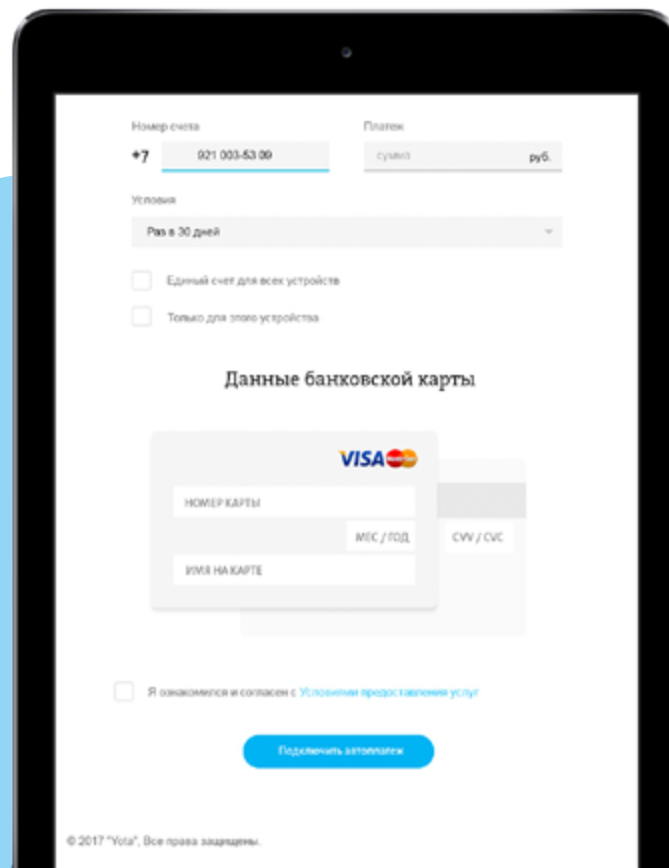 Номер счета
Платеж
+7 921 003-53 09
сумма руб.
Условия
Раз в 30 дней
Единый счет для всех устройств
Только для этого устройства
Данные банковской карты
VISA MasterCard
НОМЕР КАРТЫ
МЕС / ГОД
CVV / CVC
ИМЯ НА КАРТЕ
Я ознакомился и согласен с Условиями предоставления услуг
Подключить автоплатеж
© 2017 "Yota", Все права защищены.